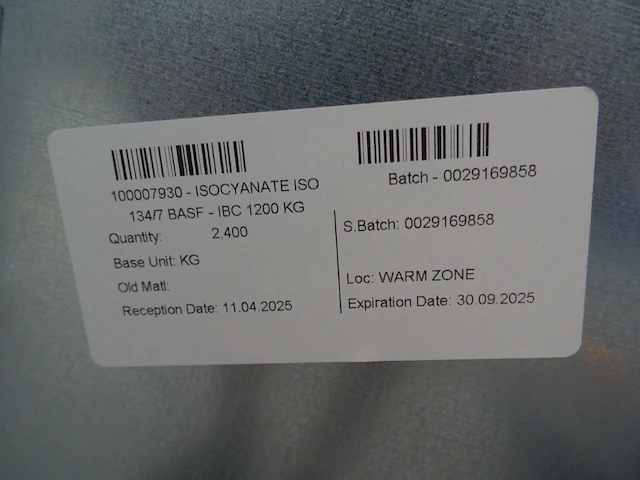 100007930 - ISOCYANATE ISO
134/7 BASF - IBC 1200 KG
Quantity: 2,400
Base Unit: KG
Old Matl:
Reception Date: 11.04.2025
Batch - 0029169858
S.Batch: 0029169858
Loc: WARM ZONE
Expiration Date: 30.09.2025